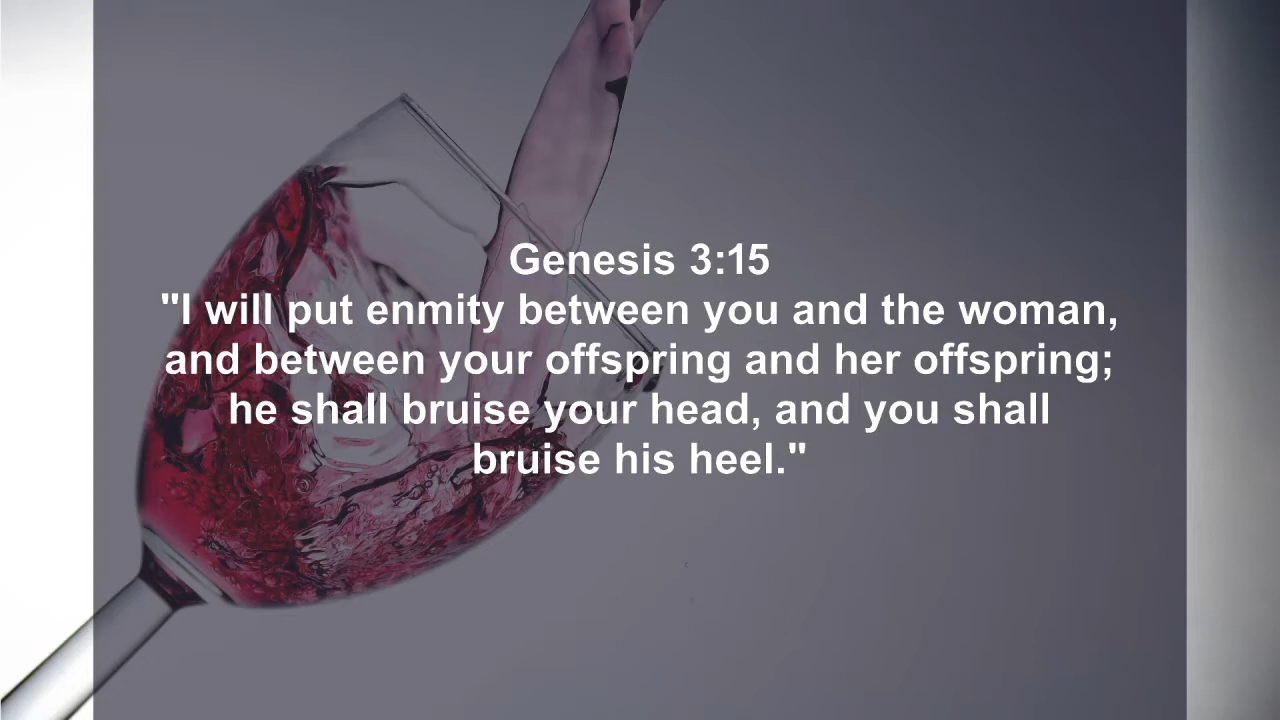 Genesis 3:15
"I will put enmity between you and the woman,
and between your offspring and her offspring;
he shall bruise your head, and you shall
bruise his heel."